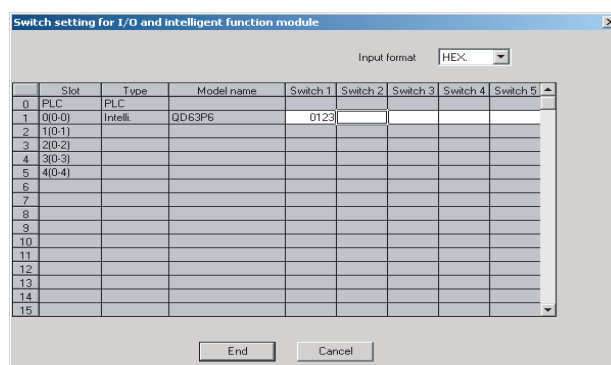 Switch setting for I/O and intelligent function module
Input format HEX.
Slot Type Model name Switch 1 Switch 2 Switch 3 Switch 4 Switch 5
0 PLC PLC
1 0(0-0) Intelli. QD63P6 0123
2 1(0-1)
3 2(0-2)
4 3(0-3)
5 4(0-4)
6
7
8
9
10
11
12
13
14
15
End Cancel